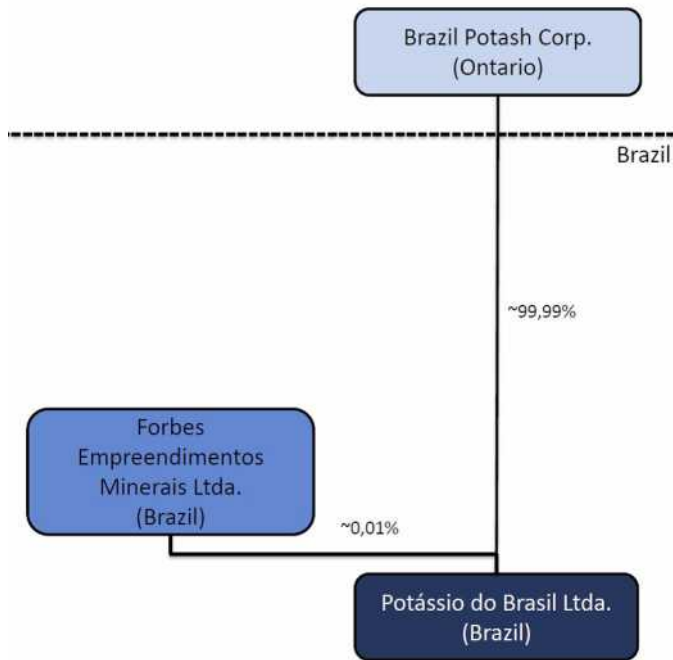 Brazil Potash Corp.
(Ontario)
Brazil
~99,99%
Forbes
Empreendimentos
Minerais Ltda.
(Brazil)
~0,01%
Potássio do Brasil Ltda.
(Brazil)